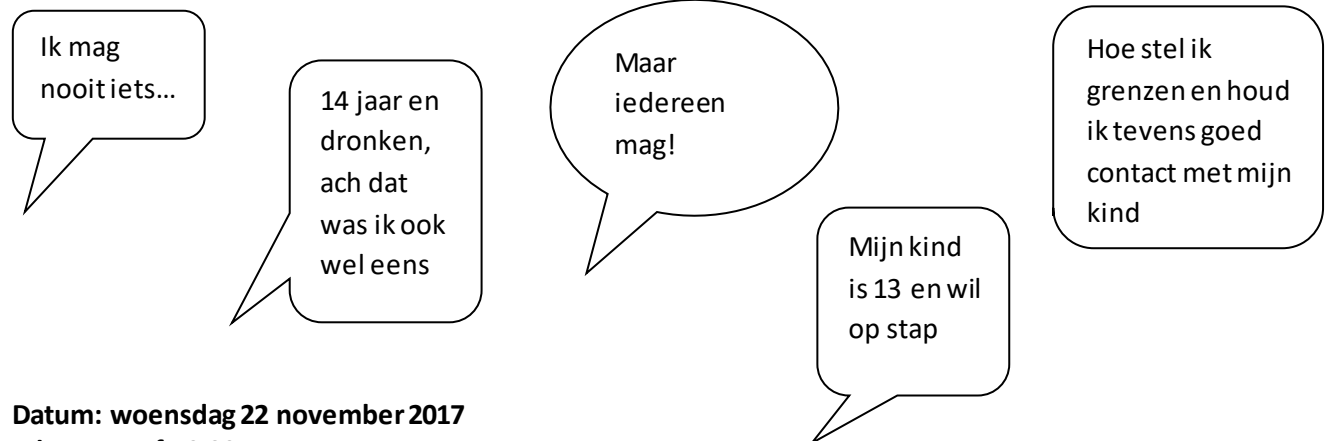 Ik mag
nooit iets...
14 jaar en
dronken,
ach dat
was ik ook
wel eens
Maar
iedereen
mag!
Mijn kind
is 13 en wil
op stap
Hoe stel ik
grenzen en houd
ik tevens goed
contact met mijn
kind
Datum: woensdag 22 november 2017